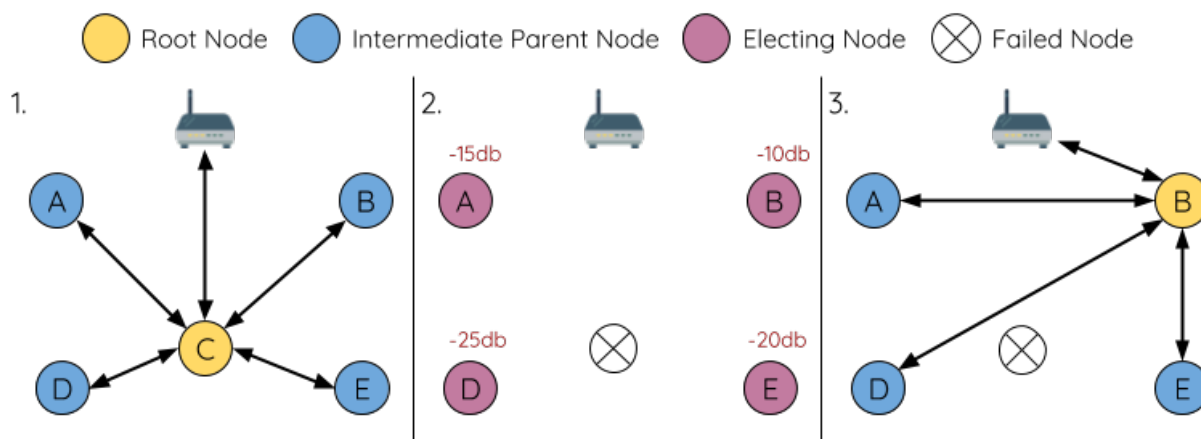 Root Node Intermediate Parent Node Electing Node Failed Node
1.
A
B
C
D
E
2.
-15db
-10db
A
B
-25db
-20db
D
E
3.
A
B
D
E